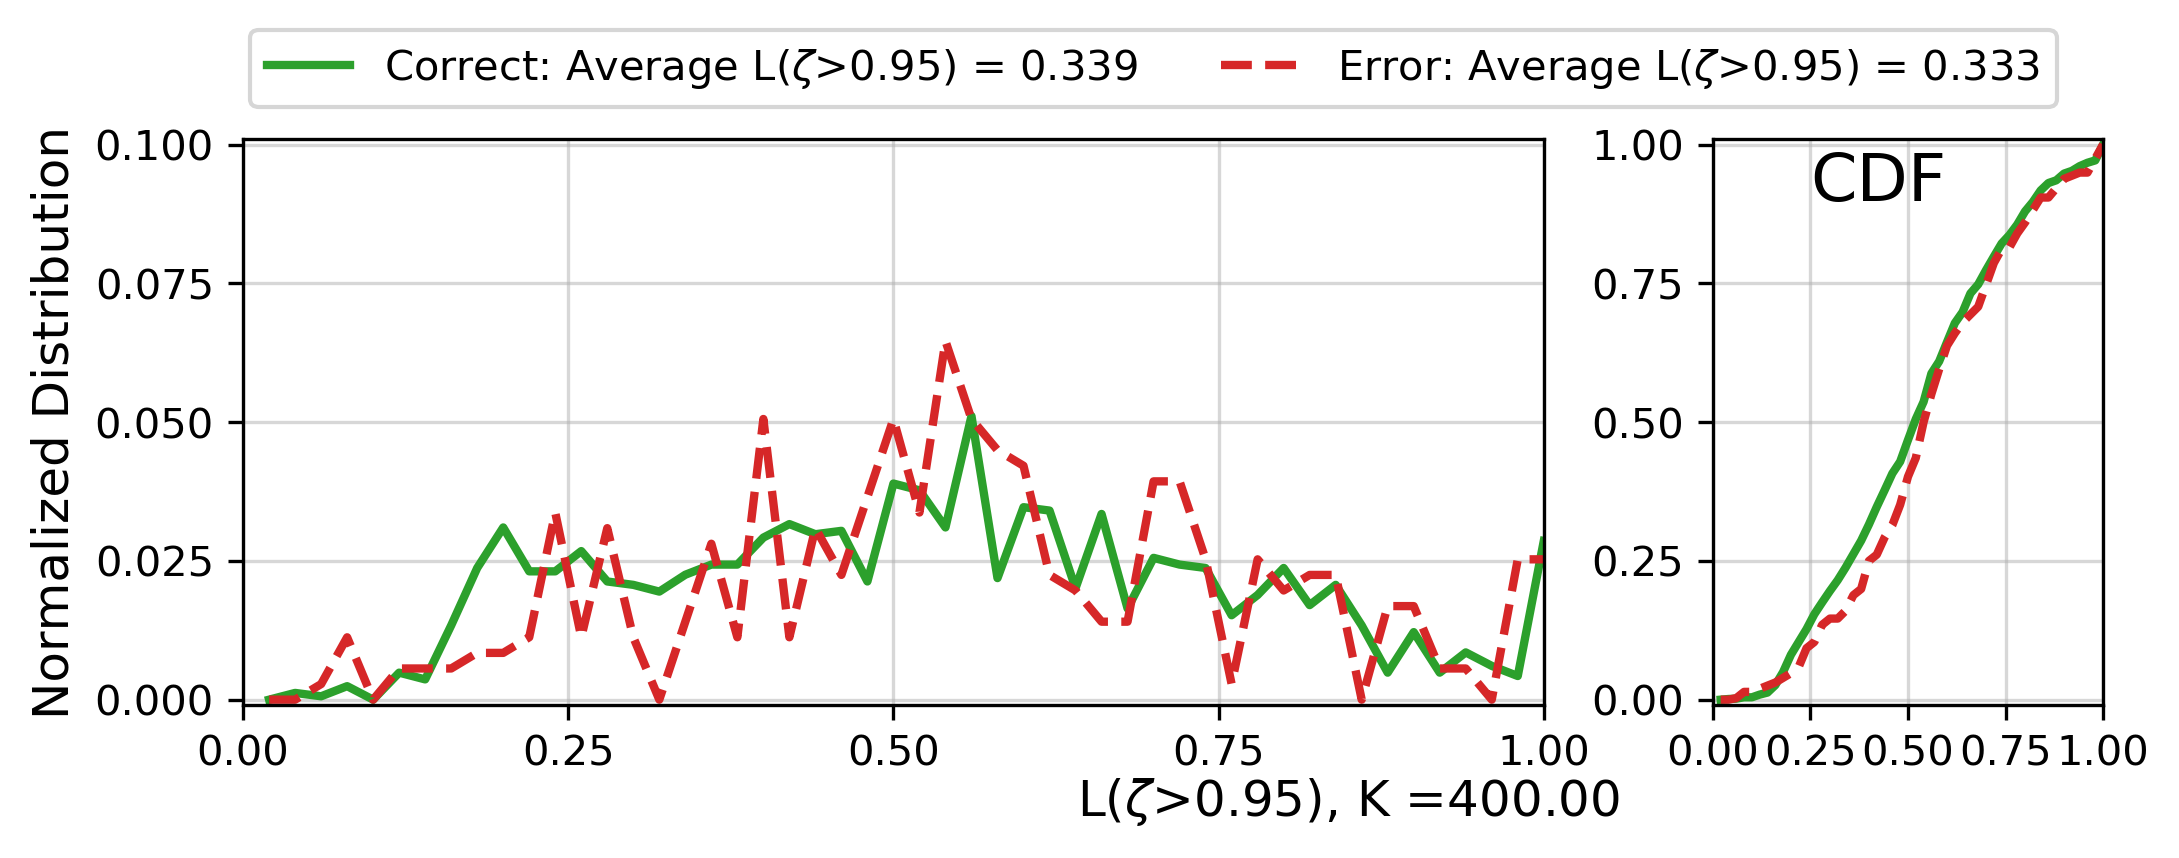 Correct: Average L(ζ>0.95) = 0.339
Error: Average L(ζ>0.95) = 0.333
Normalized Distribution
0.100
0.075
0.050
0.025
0.000
0.00 0.25 0.50 0.75 1.00
CDF
1.00
0.75
0.50
0.25
0.00
0.00 0.25 0.50 0.75 1.00
L(ζ>0.95), K =400.00